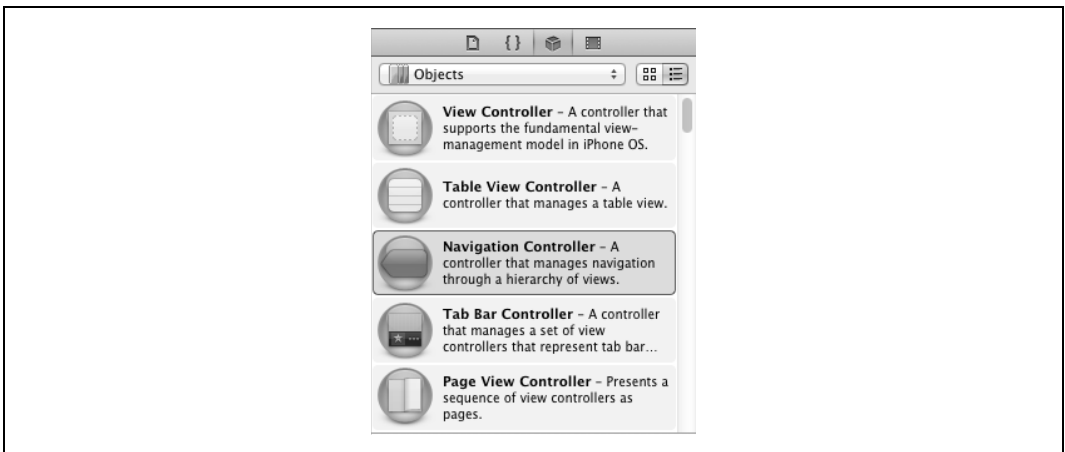 { }
Objects
View Controller – A controller that
supports the fundamental view-
management model in iPhone OS.
Table View Controller – A
controller that manages a table view.
Navigation Controller – A
controller that manages navigation
through a hierarchy of views.
Tab Bar Controller – A controller
that manages a set of view
controllers that represent tab bar...
Page View Controller – Presents a
sequence of view controllers as
pages.